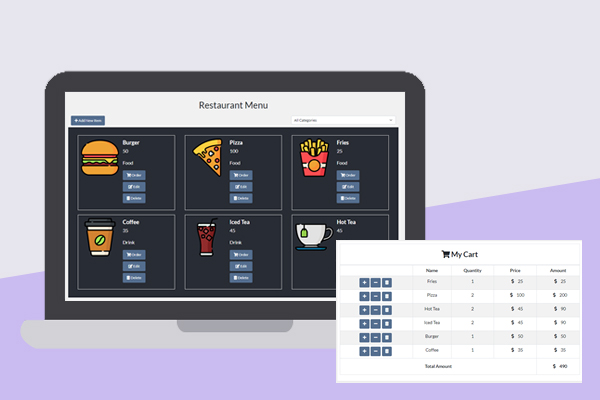 Restaurant Menu
+ Add New Item
All Categories
Burger
50
Food
Order
Edit
Delete
Pizza
100
Food
Order
Edit
Delete
Fries
25
Food
Order
Edit
Delete
Coffee
35
Drink
Order
Edit
Delete
Iced Tea
45
Drink
Order
Edit
Delete
Hot Tea
45
My Cart
Name Quantity Price Amount
Fries 1 $ 25 $ 25
Pizza 2 $ 100 $ 200
Hot Tea 2 $ 45 $ 90
Iced Tea 2 $ 45 $ 90
Burger 1 $ 50 $ 50
Coffee 1 $ 35 $ 35
Total Amount $ 490